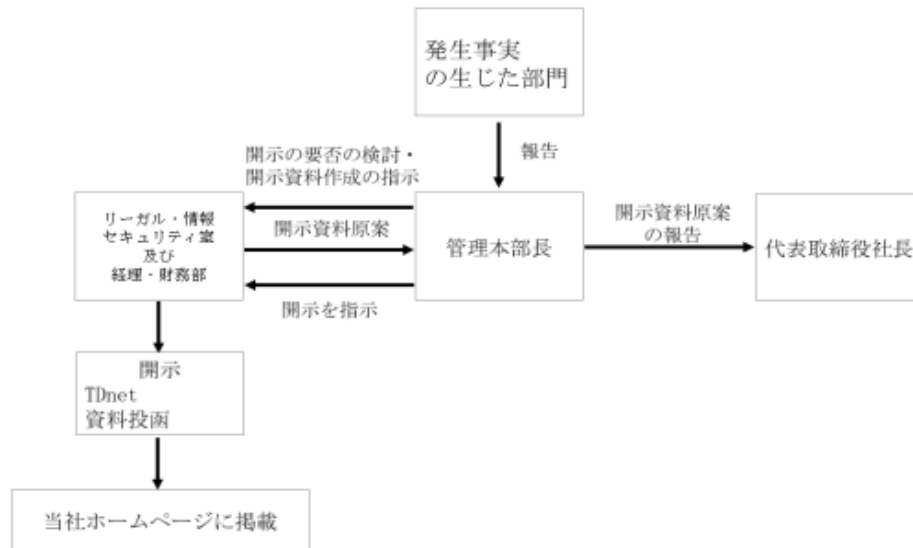 発生事実
の生じた部門
報告
開示の要否の検討・
開示資料作成の指示
リーガル・情報
セキュリティ室
及び
経理・財務部
開示資料原案
開示を指示
管理本部長
開示資料原案
の報告
代表取締役社長
開示
TDnet
資料投函
当社ホームページに掲載